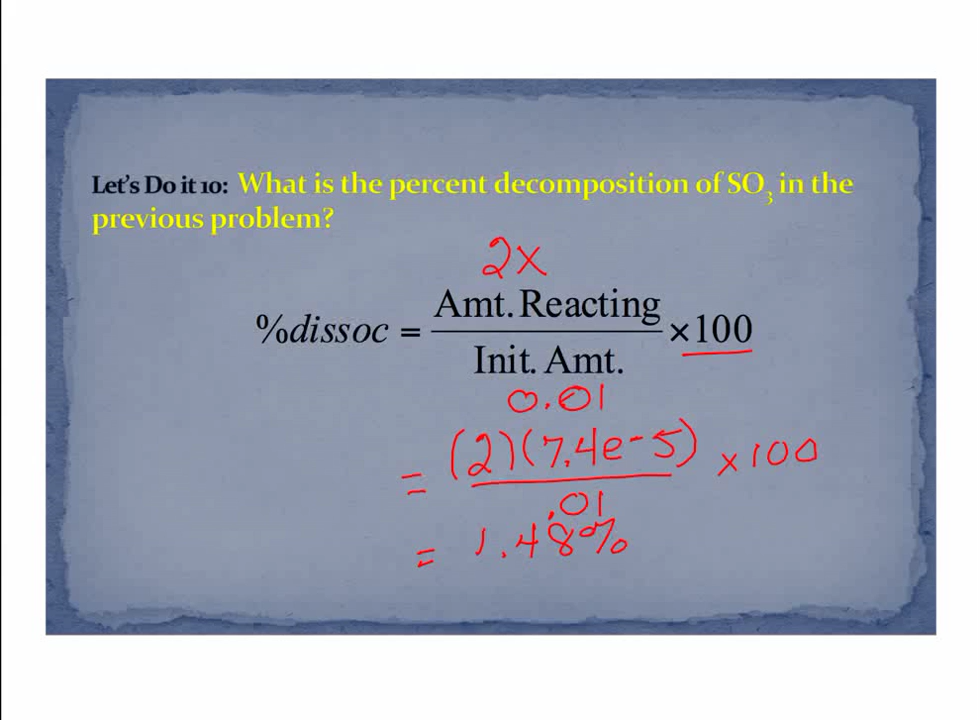 Let's Do it 10: What is the percent decomposition of SO₃ in the
previous problem?
2x
%dissoc = Amt. Reacting / Init. Amt. × 100
0.01
= (2)(7.4e-5) / .01 × 100
= 1.48%